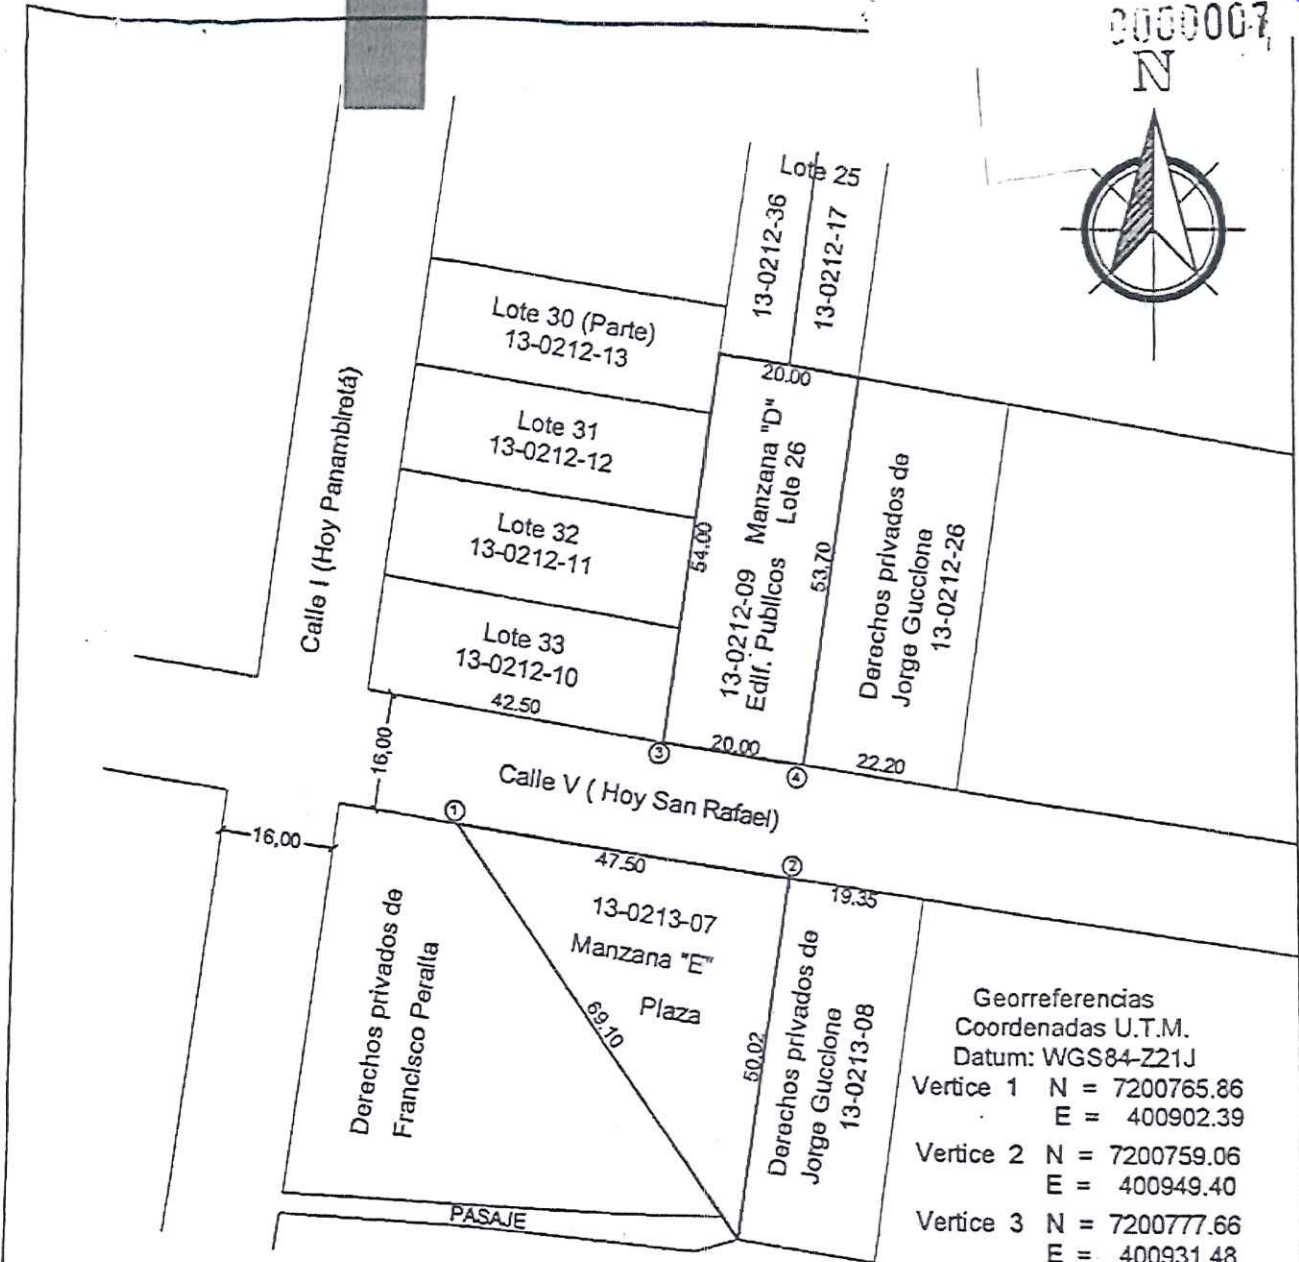 0000007
N
Lote 25
13-0212-36
13-0212-17
Lote 30 (Parte)
13-0212-13
20.00
Calle I (Hoy Panambiretá)
Lote 31
13-0212-12
Lote 32
13-0212-11
54.00
13-0212-09 Manzana "D"
Edif. Publicos Lote 26
53.70
Derechos privados de
Jorge Guccione
13-0212-26
Lote 33
13-0212-10
42.50
20.00
22.20
16,00
3
4
Calle V ( Hoy San Rafael)
1
16,00
47.50
2
19.35
13-0213-07
Manzana "E"
Plaza
Derechos privados de
Francisco Peralta
69.10
50.02
Derechos privados de
Jorge Guccione
13-0213-08
PASAJE
Georreferencias
Coordenadas U.T.M.
Datum: WGS84-Z21J
Vertice 1 N = 7200765.86
E = 400902.39
Vertice 2 N = 7200759.06
E = 400949.40
Vertice 3 N = 7200777.66
E = 400931.48